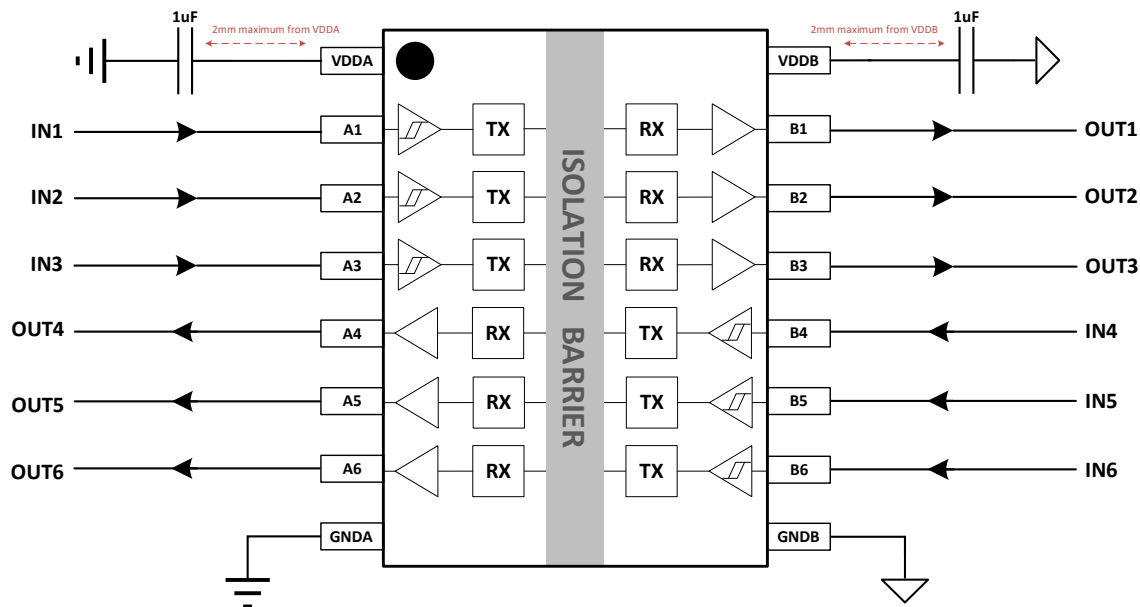 1uF
2mm maximum from VDDA
2mm maximum from VDDB
1uF
VDDA
VDDB
IN1 A1 TX RX B1 OUT1
IN2 A2 TX RX B2 OUT2
IN3 A3 TX RX B3 OUT3
OUT4 A4 RX TX B4 IN4
OUT5 A5 RX TX B5 IN5
OUT6 A6 RX TX B6 IN6
ISOLATION BARRIER
GNDA
GNDB